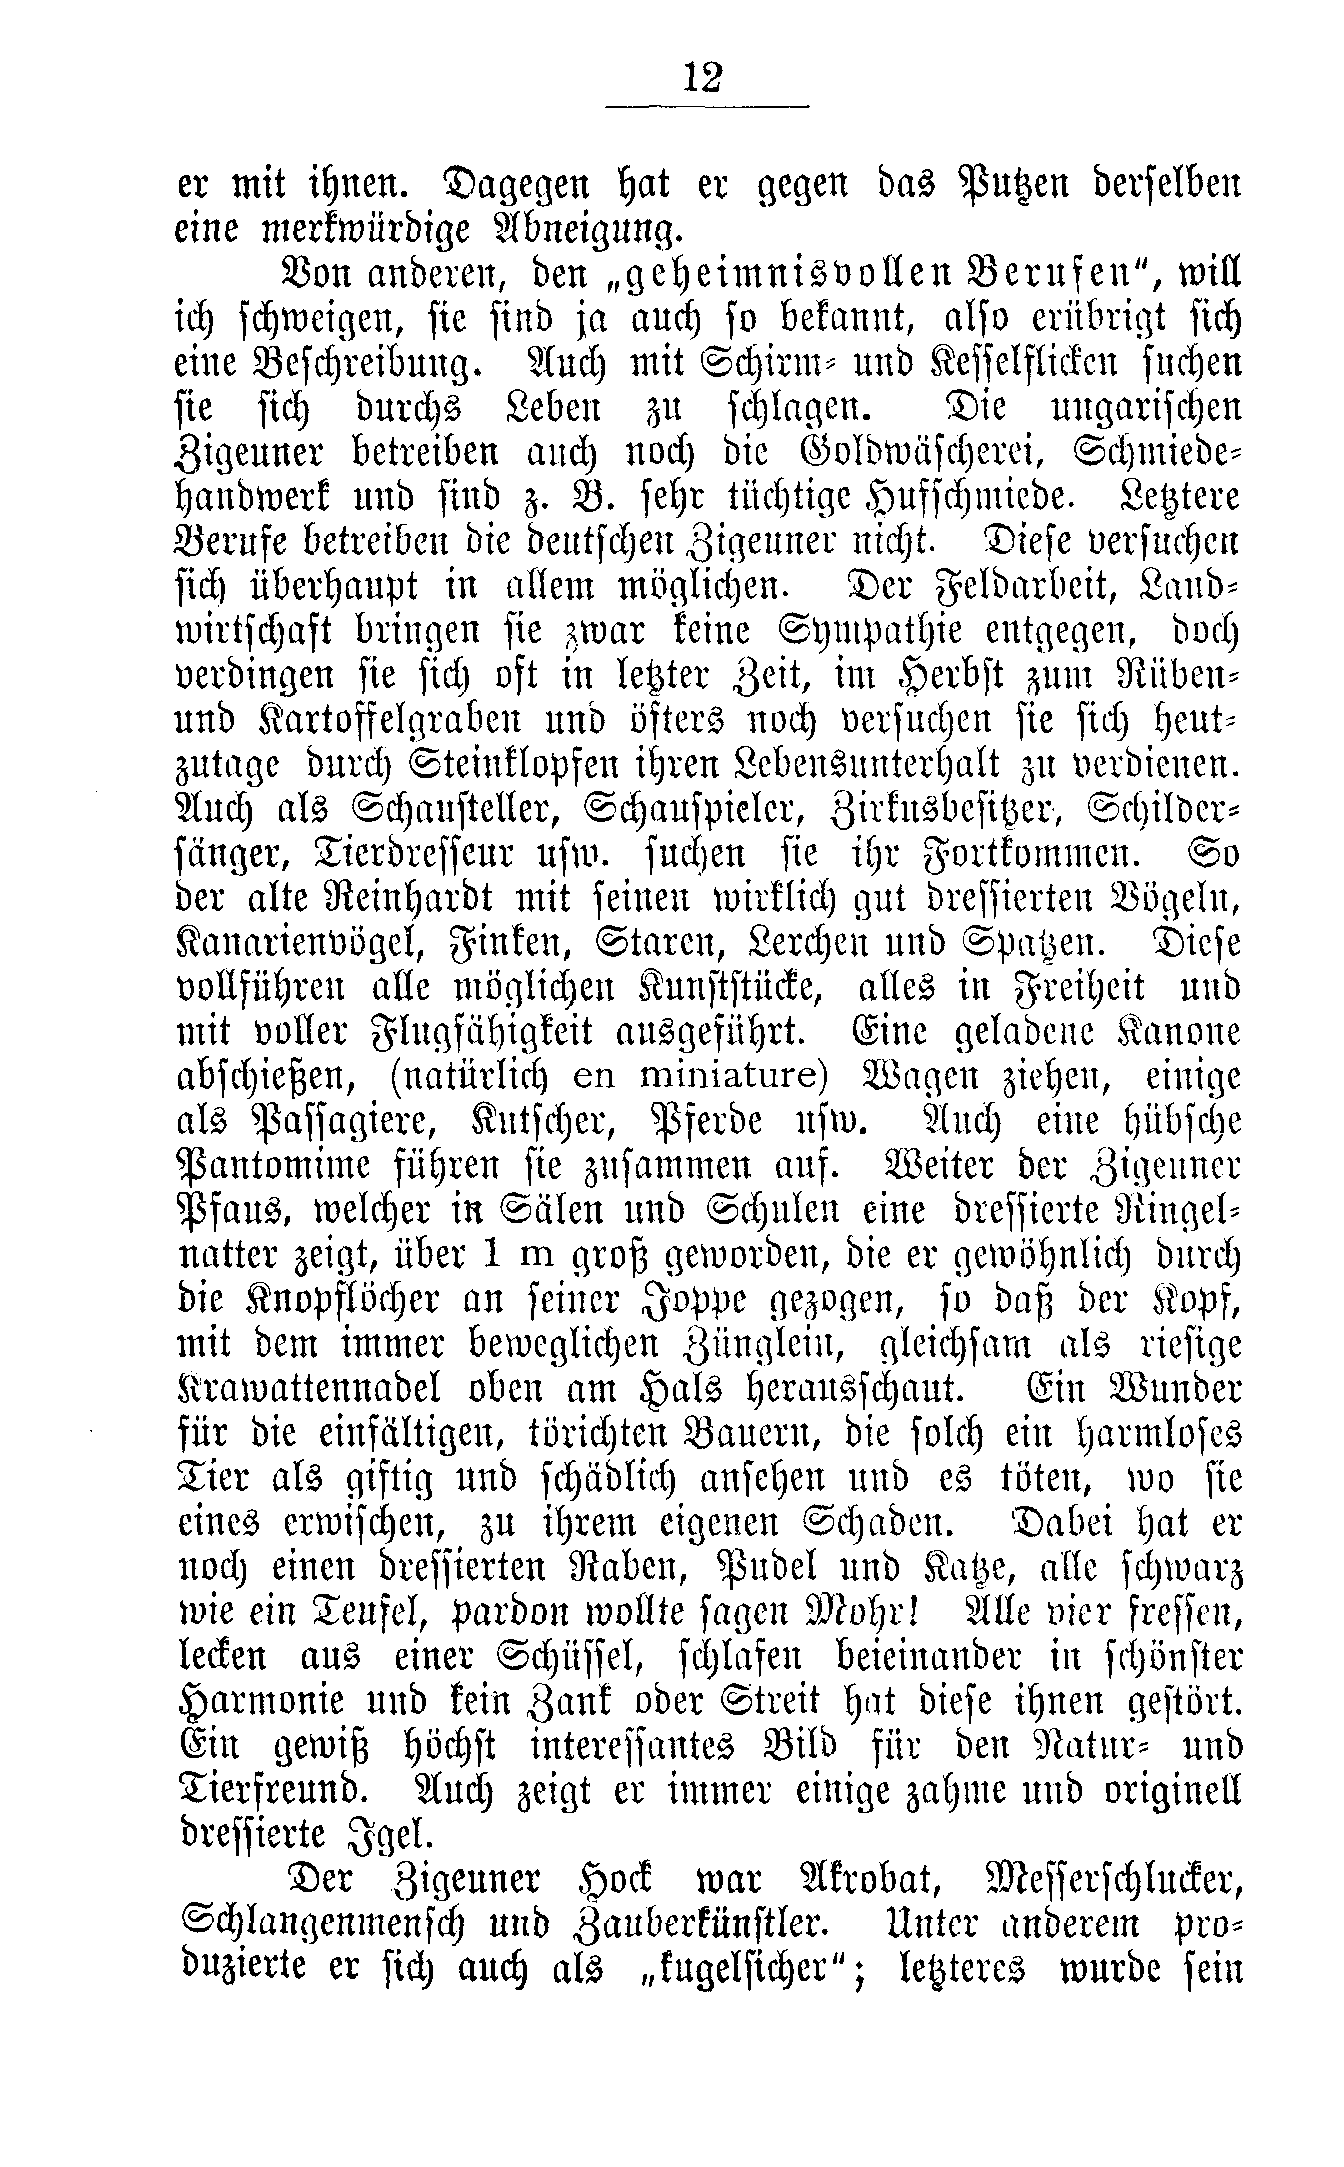 12
er mit ihnen. Dagegen hat er gegen das Putzen derselben
eine merkwürdige Abneigung.
Von anderen, den „geheimnisvollen Berufen“, will
ich schweigen, sie sind ja auch so bekannt, also erübrigt sich
eine Beschreibung. Auch mit Schirm- und Kesselflicken suchen
sie sich durchs Leben zu schlagen. Die ungarischen
Zigeuner betreiben auch noch die Goldwäscherei, Schmiede-
handwerk und sind z. B. sehr tüchtige Hufschmiede. Letztere
Berufe betreiben die deutschen Zigeuner nicht. Diese versuchen
sich überhaupt in allem möglichen. Der Feldarbeit, Land-
wirtschaft bringen sie zwar keine Sympathie entgegen, doch
verdingen sie sich oft in letzter Zeit, im Herbst zum Rüben-
und Kartoffelgraben und öfters noch versuchen sie sich heut-
zutage durch Steinklopfen ihren Lebensunterhalt zu verdienen.
Auch als Schausteller, Schauspieler, Zirkusbesitzer, Schilder-
sänger, Tierdresseur usw. suchen sie ihr Fortkommen. So
der alte Reinhardt mit seinen wirklich gut dressierten Vögeln,
Kanarienvögel, Finken, Staren, Lerchen und Spatzen. Diese
vollführen alle möglichen Kunststücke, alles in Freiheit und
mit voller Flugfähigkeit ausgeführt. Eine geladene Kanone
abschießen, (natürlich en miniature) Wagen ziehen, einige
als Passagiere, Kutscher, Pferde usw. Auch eine hübsche
Pantomime führen sie zusammen auf. Weiter der Zigeuner
Pfaus, welcher in Sälen und Schulen eine dressierte Ringel-
natter zeigt, über 1 m groß geworden, die er gewöhnlich durch
die Knopflöcher an seiner Joppe gezogen, so daß der Kopf,
mit dem immer beweglichen Zünglein, gleichsam als riesige
Krawattennadel oben am Hals herausschaut. Ein Wunder
für die einfältigen, törichten Bauern, die solch ein harmloses
Tier als giftig und schädlich ansehen und es töten, wo sie
eines erwischen, zu ihrem eigenen Schaden. Dabei hat er
noch einen dressierten Raben, Pudel und Katze, alle schwarz
wie ein Teufel, pardon wollte sagen Mohr! Alle vier fressen,
lecken aus einer Schüssel, schlafen beieinander in schönster
Harmonie und kein Zank oder Streit hat diese ihnen gestört.
Ein gewiß höchst interessantes Bild für den Natur- und
Tierfreund. Auch zeigt er immer einige zahme und originell
dressierte Igel.
Der Zigeuner Hock war Akrobat, Messerschlucker,
Schlangenmensch und Zauberkünstler. Unter anderem pro-
duzierte er sich auch als „kugelsicher“; letzteres wurde sein